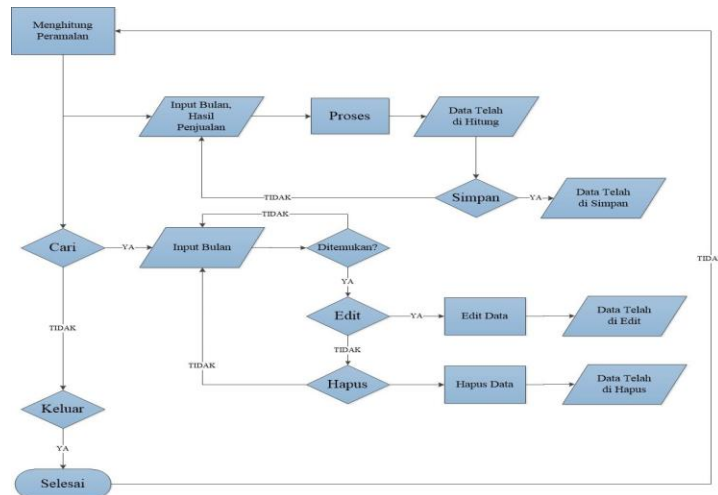 Menghitung
Peramalan
Input Bulan,
Hasil
Penjualan
Proses
Data Telah
di Hitung
TIDAK
Simpan
YA
Data Telah
di Simpan
TIDAK
Cari
YA
Input Bulan
Ditemukan?
TIDA
YA
Edit
YA
Edit Data
Data Telah
di Edit
TIDAK
TIDAK
TIDAK
Hapus
Hapus Data
Data Telah
di Hapus
Keluar
YA
Selesai